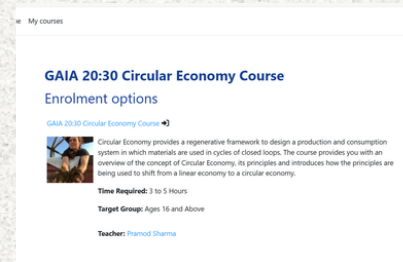 My courses
GAIA 20:30 Circular Economy Course
Enrolment options
GAIA 20:30 Circular Economy Course
Circular Economy provides a regenerative framework to design a production and consumption
system in which materials are used in cycles of closed loops. The course provides you with an
overview of the concept of Circular Economy, its principles and introduces how the principles are
being used to shift from a linear economy to a circular economy.
Time Required: 3 to 5 Hours
Target Group: Ages 16 and Above
Teacher: Pramod Sharma